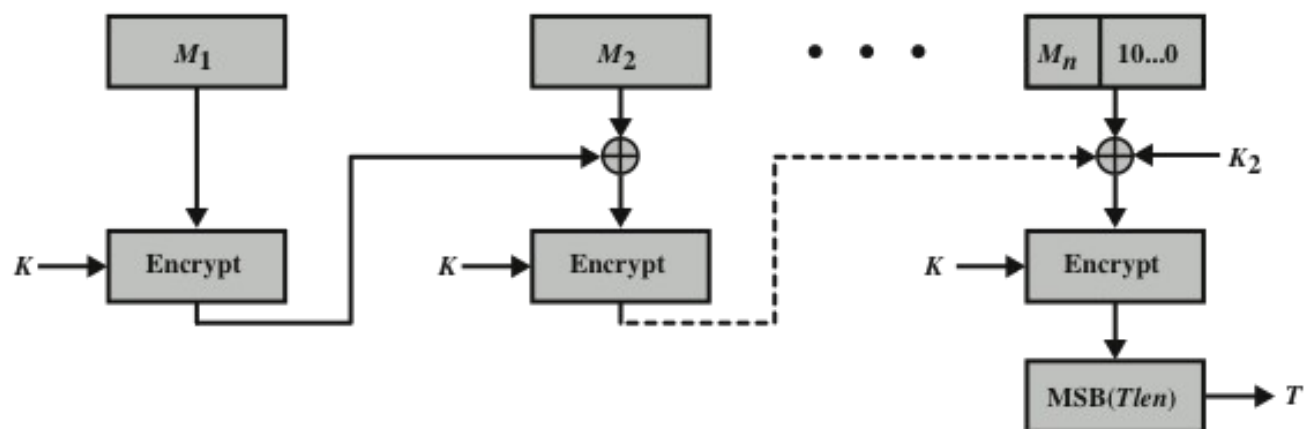 M1
M2
Mn 10...0
K2
K Encrypt
K Encrypt
K Encrypt
MSB(Tlen) T